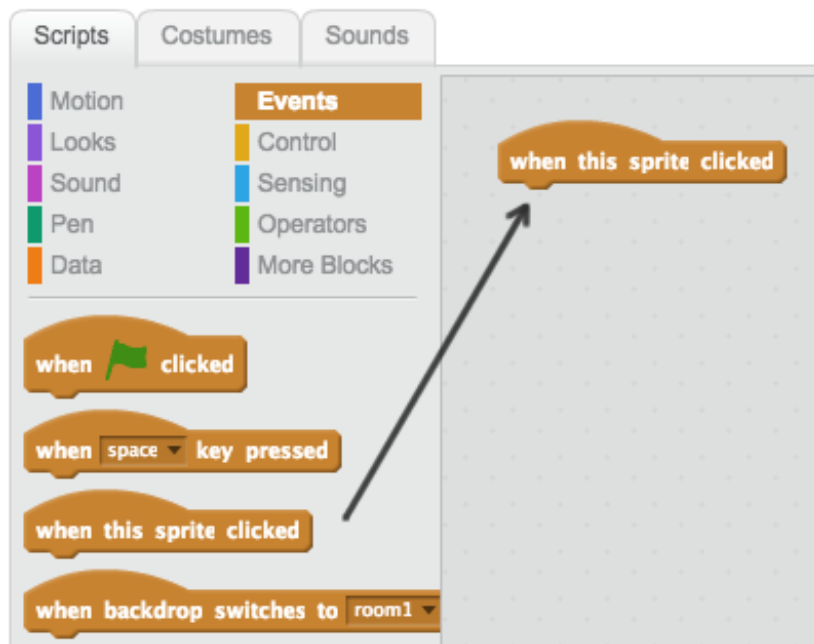 Scripts Costumes Sounds
Motion Events
Looks Control
Sound Sensing
Pen Operators
Data More Blocks
when clicked
when space key pressed
when this sprite clicked
when backdrop switches to room1
when this sprite clicked